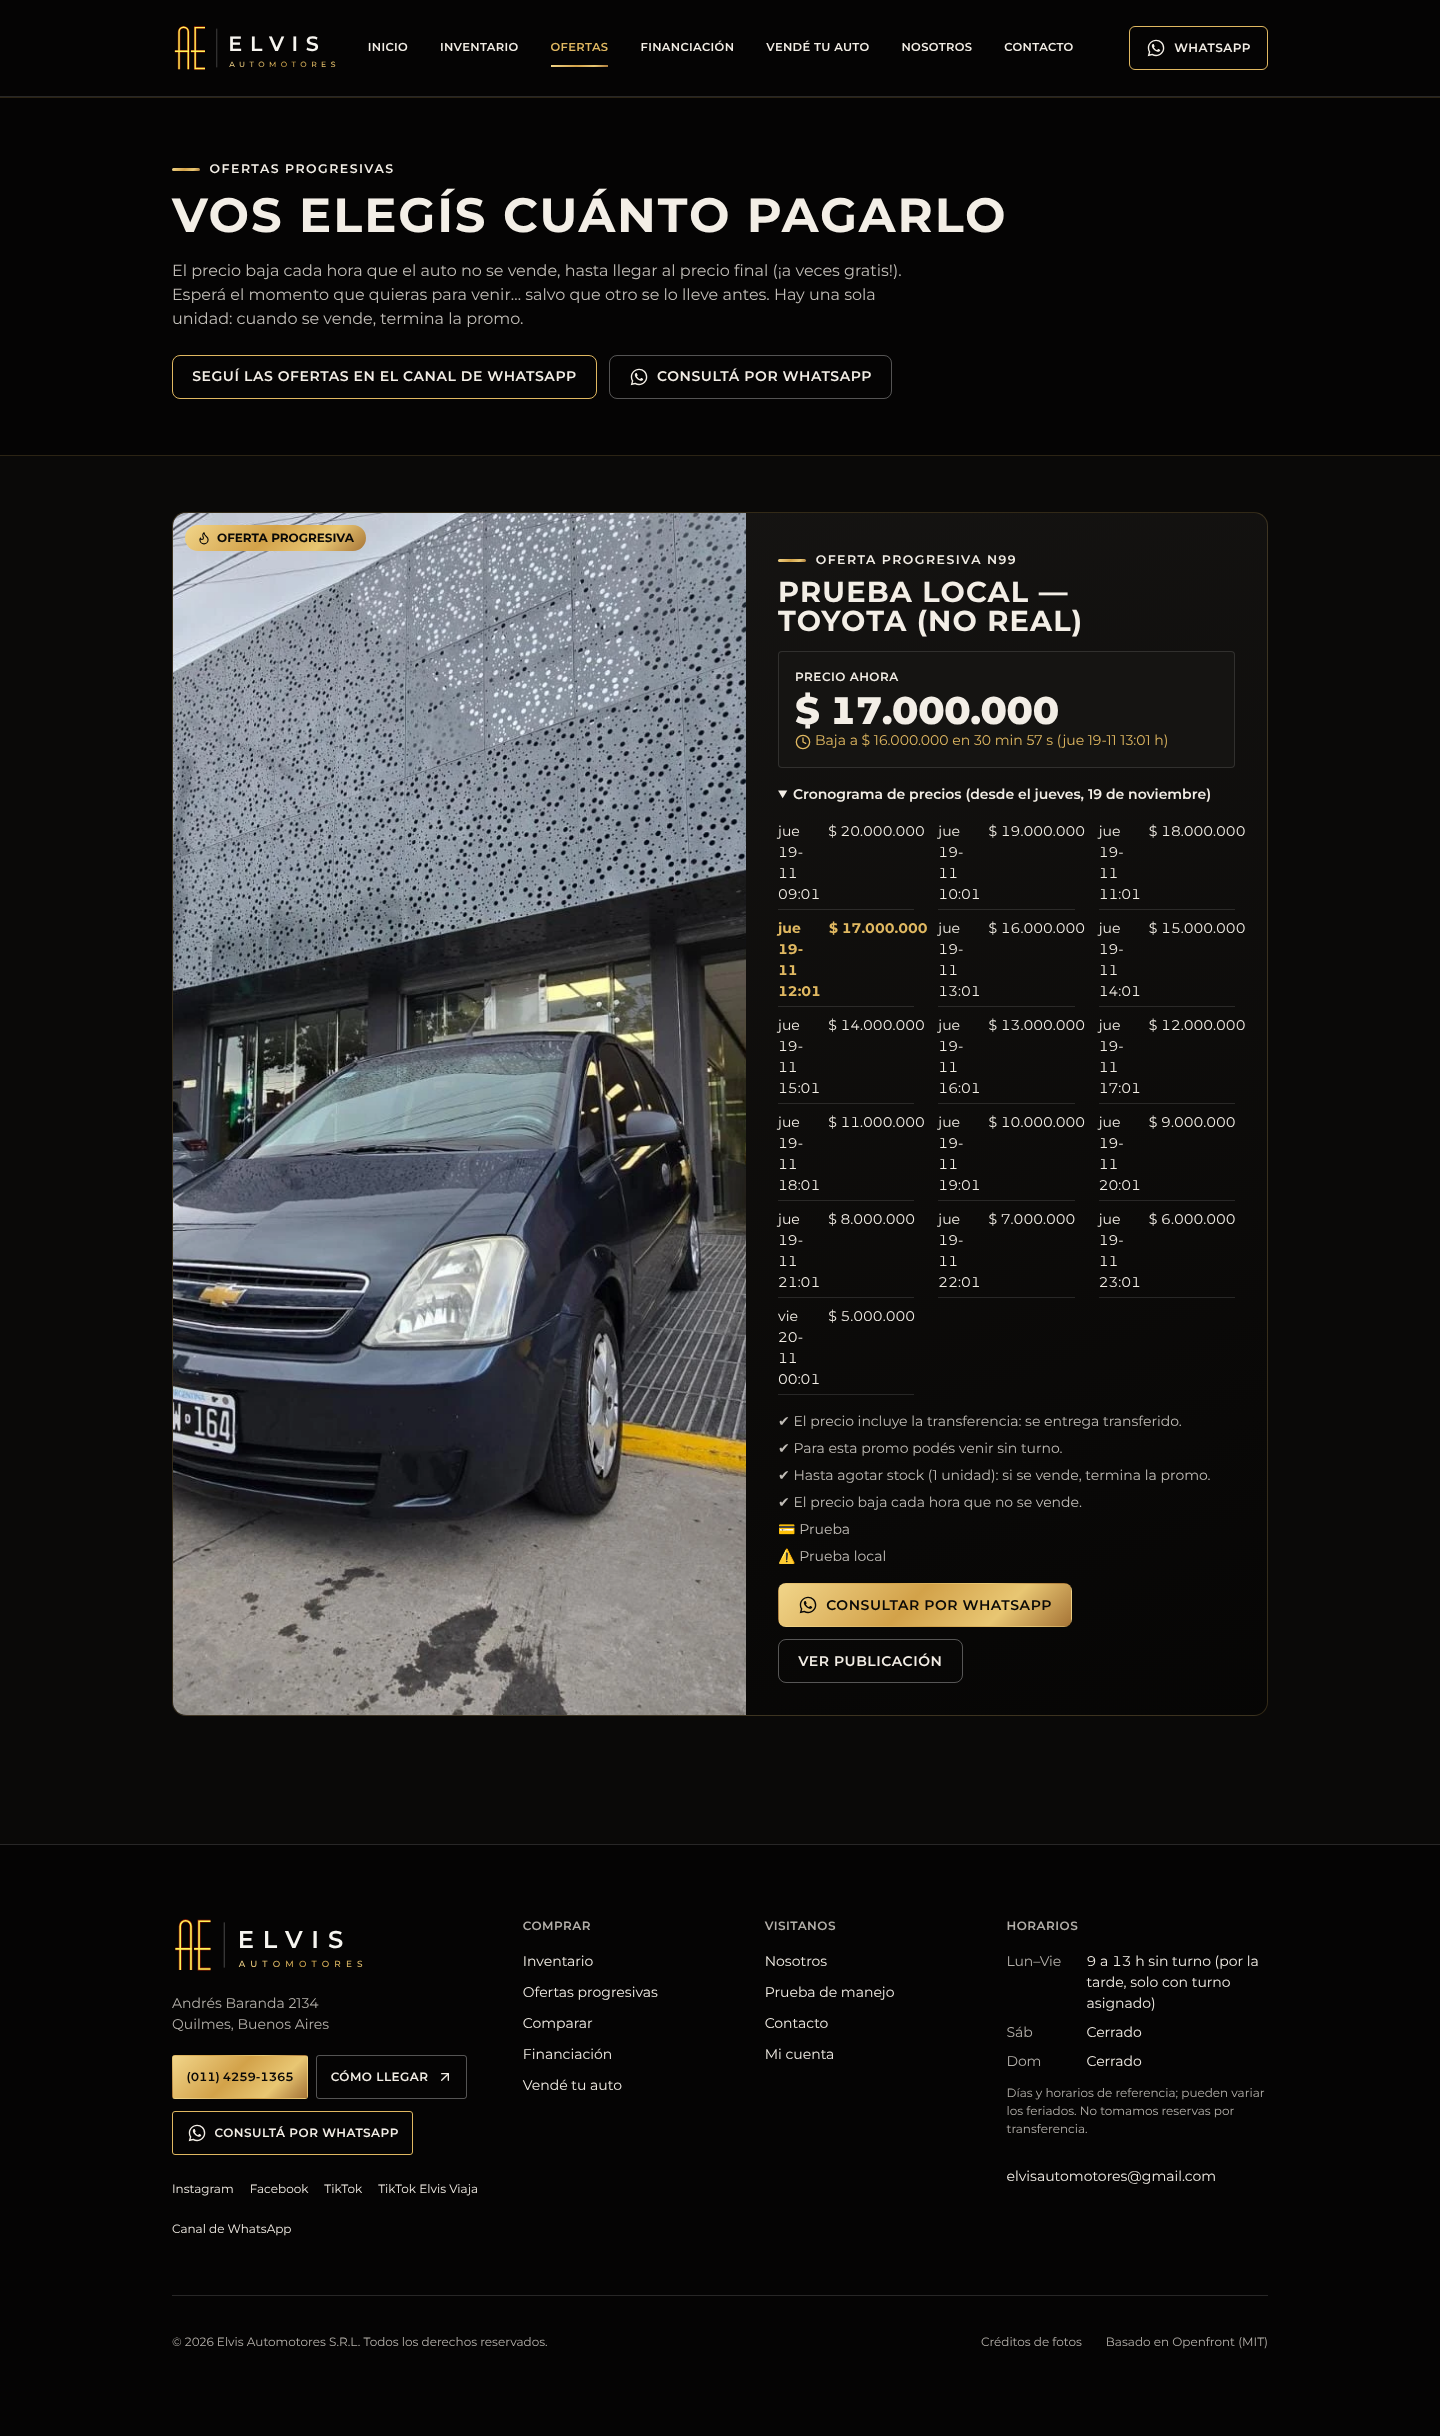 ELVIS
AUTOMOTORES
INICIO
INVENTARIO
OFERTAS
FINANCIACIÓN
VENDÉ TU AUTO
NOSOTROS
CONTACTO
WHATSAPP
OFERTAS PROGRESIVAS
VOS ELEGÍS CUÁNTO PAGARLO
El precio baja cada hora que el auto no se vende, hasta llegar al precio final (¡a veces gratis!).
Esperá el momento que quieras para venir... salvo que otro se lo lleve antes. Hay una sola
unidad: cuando se vende, termina la promo.
SEGUÍ LAS OFERTAS EN EL CANAL DE WHATSAPP
CONSULTÁ POR WHATSAPP
OFERTA PROGRESIVA
ARGENTINA
W 164
OFERTA PROGRESIVA N99
PRUEBA LOCAL —
TOYOTA (NO REAL)
PRECIO AHORA
$ 17.000.000
Baja a $ 16.000.000 en 30 min 57 s (jue 19-11 13:01 h)
▼ Cronograma de precios (desde el jueves, 19 de noviembre)
jue 19-11 09:01 $ 20.000.000
jue 19-11 10:01 $ 19.000.000
jue 19-11 11:01 $ 18.000.000
jue 19-11 12:01 $ 17.000.000
jue 19-11 13:01 $ 16.000.000
jue 19-11 14:01 $ 15.000.000
jue 19-11 15:01 $ 14.000.000
jue 19-11 16:01 $ 13.000.000
jue 19-11 17:01 $ 12.000.000
jue 19-11 18:01 $ 11.000.000
jue 19-11 19:01 $ 10.000.000
jue 19-11 20:01 $ 9.000.000
jue 19-11 21:01 $ 8.000.000
jue 19-11 22:01 $ 7.000.000
jue 19-11 23:01 $ 6.000.000
vie 20-11 00:01 $ 5.000.000
✔ El precio incluye la transferencia: se entrega transferido.
✔ Para esta promo podés venir sin turno.
✔ Hasta agotar stock (1 unidad): si se vende, termina la promo.
✔ El precio baja cada hora que no se vende.
💳 Prueba
⚠️ Prueba local
CONSULTAR POR WHATSAPP
VER PUBLICACIÓN
ELVIS
AUTOMOTORES
Andrés Baranda 2134
Quilmes, Buenos Aires
(011) 4259-1365
CÓMO LLEGAR
CONSULTÁ POR WHATSAPP
Instagram
Facebook
TikTok
TikTok Elvis Viaja
Canal de WhatsApp
COMPRAR
Inventario
Ofertas progresivas
Comparar
Financiación
Vendé tu auto
VISITANOS
Nosotros
Prueba de manejo
Contacto
Mi cuenta
HORARIOS
Lun–Vie 9 a 13 h sin turno (por la
tarde, solo con turno
asignado)
Sáb Cerrado
Dom Cerrado
Días y horarios de referencia; pueden variar
los feriados. No tomamos reservas por
transferencia.
elvisautomotores@gmail.com
© 2026 Elvis Automotores S.R.L. Todos los derechos reservados.
Créditos de fotos
Basado en Openfront (MIT)